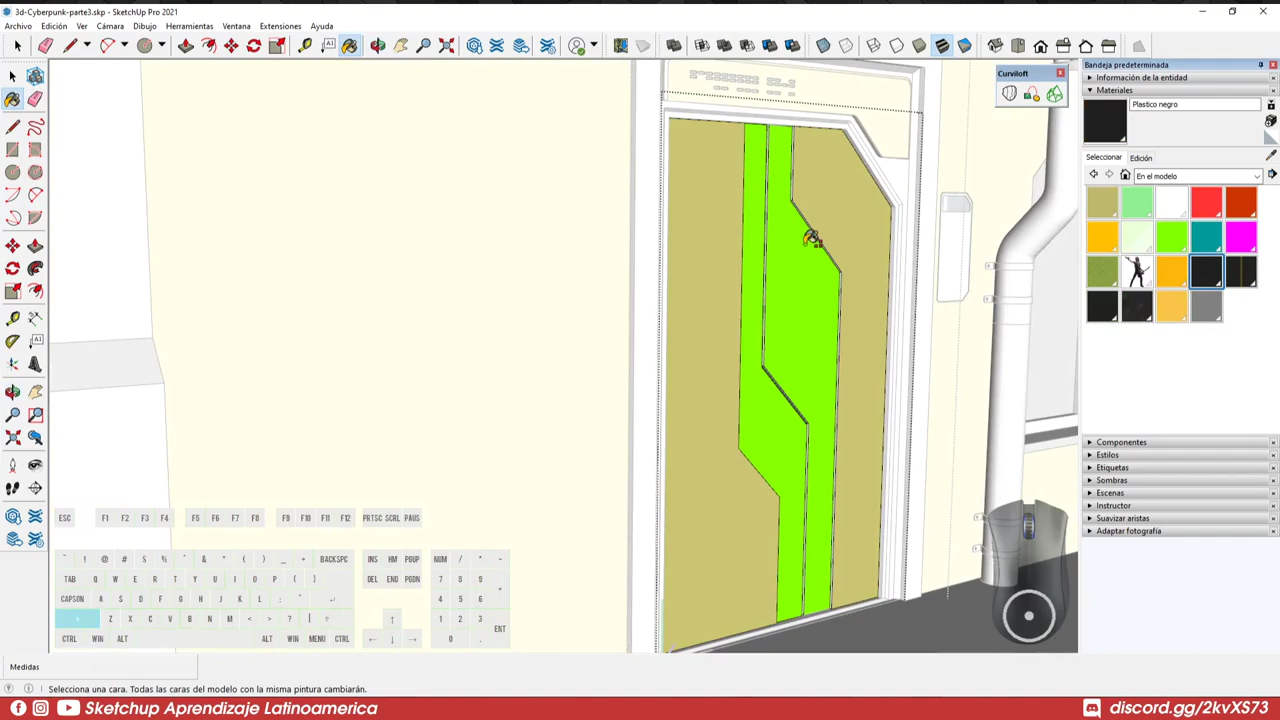 3d-Cyberpunk-parte3.skp - SketchUp Pro 2021
Archivo Edición Ver Cámara Dibujo Herramientas Ventana Extensiones Ayuda
Curviloft
Bandeja predeterminada
Información de la entidad
Materiales
Plastico negro
Seleccionar Edición
En el modelo
Componentes
Estilos
Etiquetas
Sombras
Escenas
Instructor
Suavizar aristas
Adaptar fotografía
ESC F1 F2 F3 F4 F5 F6 F7 F8 F9 F10 F11 F12 PRTSC SCRL PAUS
~ ! @ # $ % ^ & * ( ) _ + BACKSPC INS HM PGUP NUM / * -
TAB Q W E R T Y U I O P { } DEL END PGDN 7 8 9 +
CAPSON A S D F G H J K L : 4 5 6
Z X C V B N M < > ? ↑ 1 2 3 ENT
CTRL WIN ALT ALT WIN MENU CTRL ← ↓ → 0 .
Medidas
Selecciona una cara. Todas las caras del modelo con la misma pintura cambiarán.
Sketchup Aprendizaje Latinoamerica
discord.gg/2kvXS73